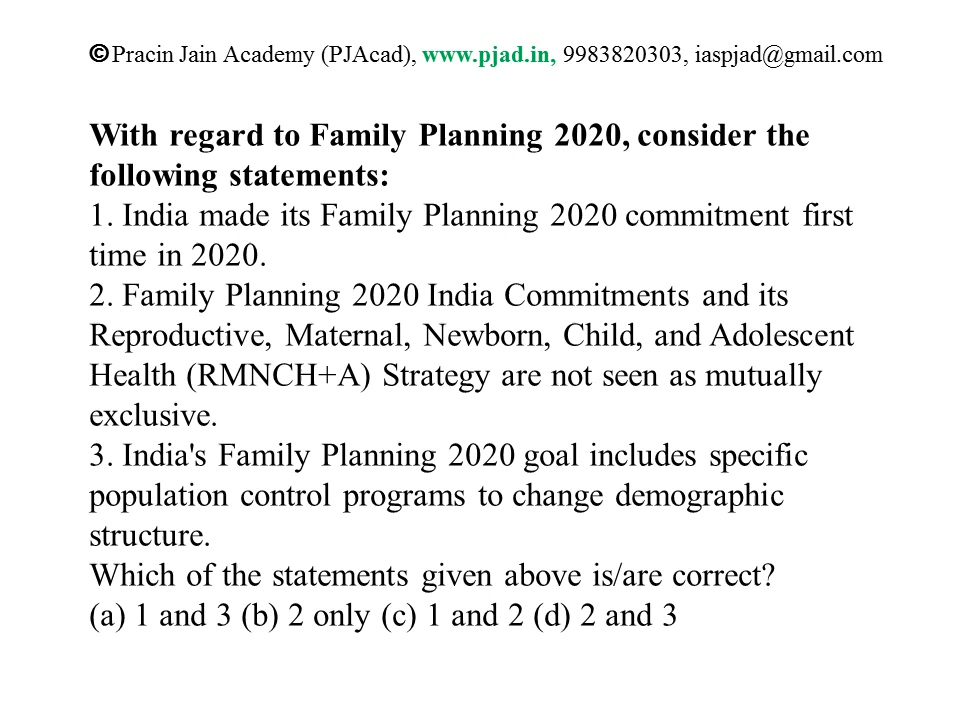 ©Pracin Jain Academy (PJAcad), www.pjad.in, 9983820303, iaspjad@gmail.com
With regard to Family Planning 2020, consider the
following statements:
1. India made its Family Planning 2020 commitment first
time in 2020.
2. Family Planning 2020 India Commitments and its
Reproductive, Maternal, Newborn, Child, and Adolescent
Health (RMNCH+A) Strategy are not seen as mutually
exclusive.
3. India's Family Planning 2020 goal includes specific
population control programs to change demographic
structure.
Which of the statements given above is/are correct?
(a) 1 and 3 (b) 2 only (c) 1 and 2 (d) 2 and 3